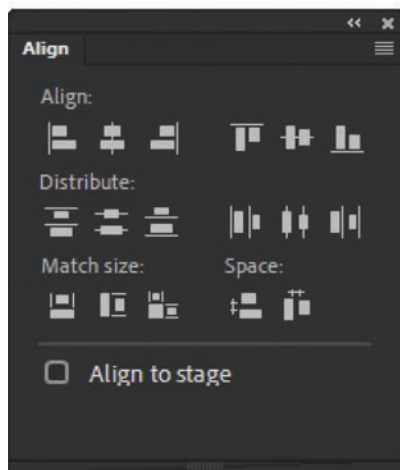 Align
Align:
Distribute:
Match size: Space:
Align to stage